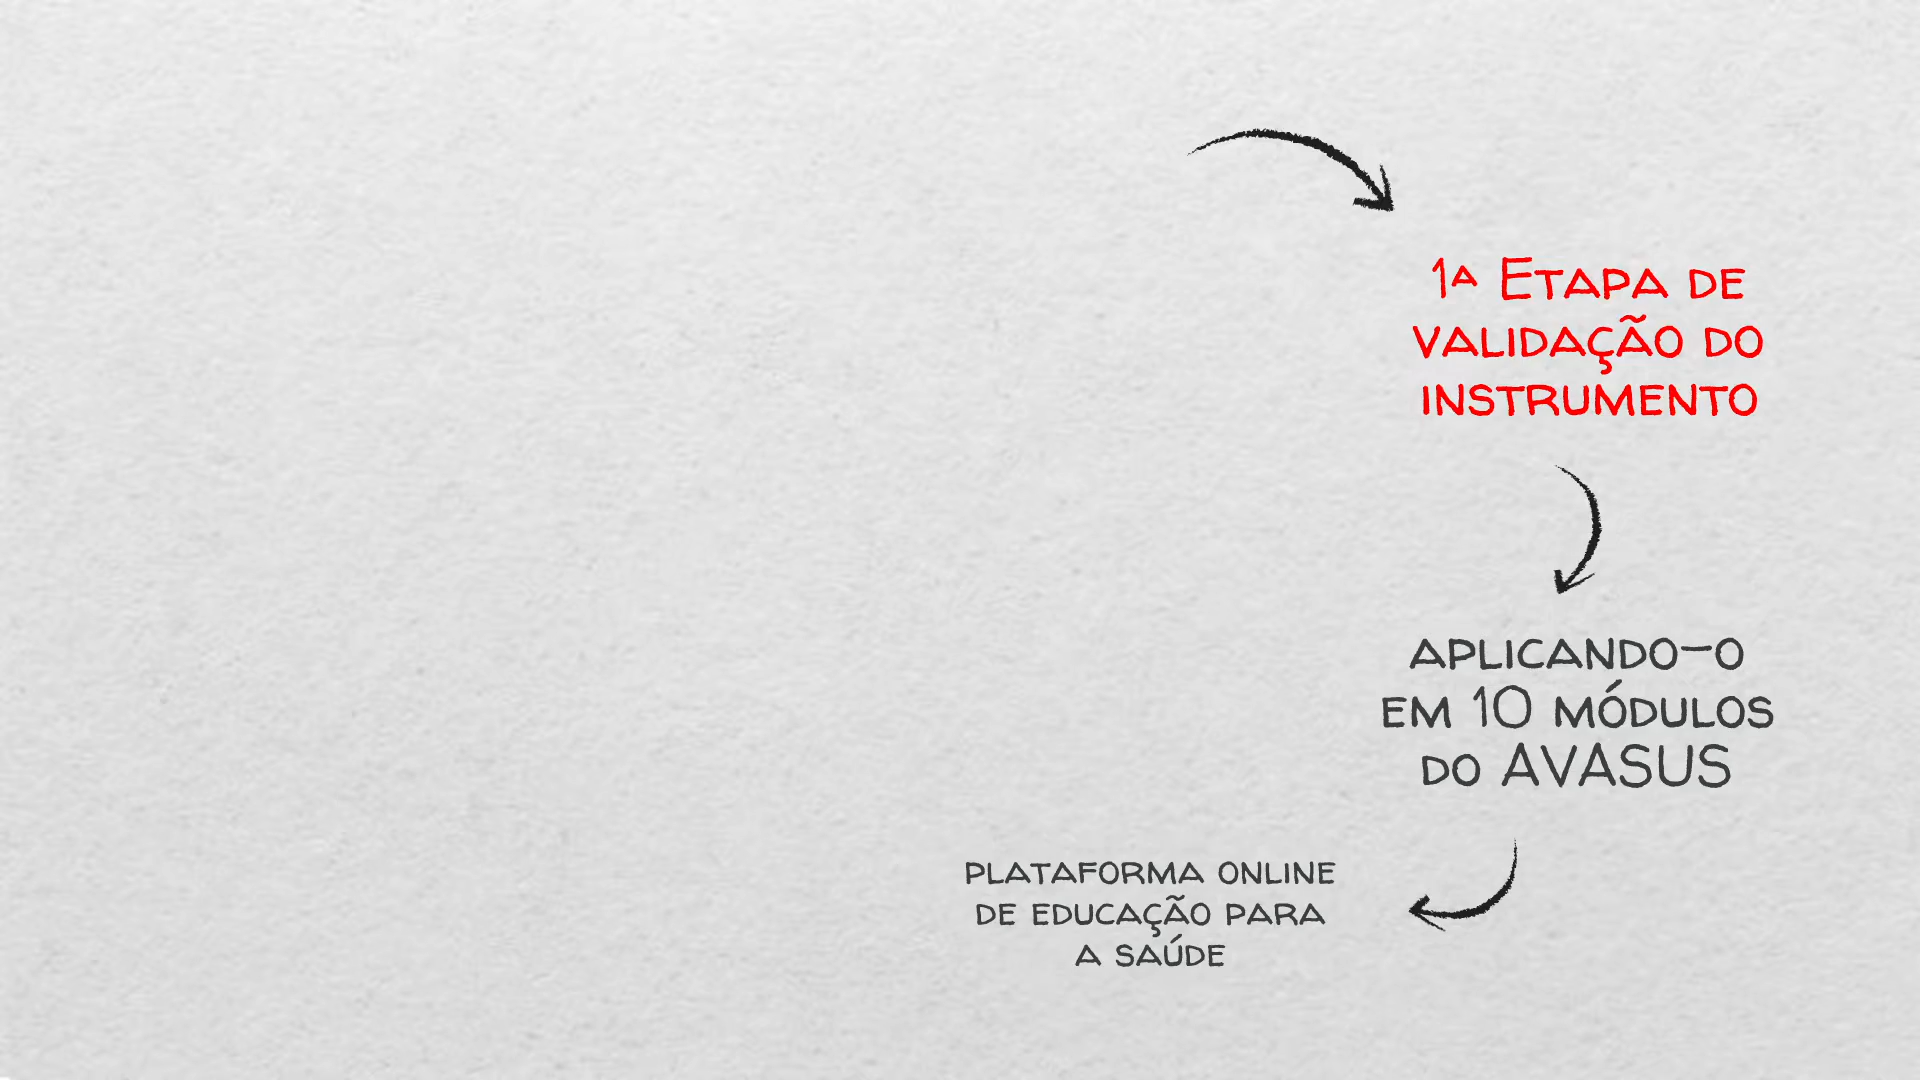 1ª Etapa de
validação do
instrumento
aplicando-o
em 10 módulos
do AVASUS
plataforma online
de educação para
a saúde